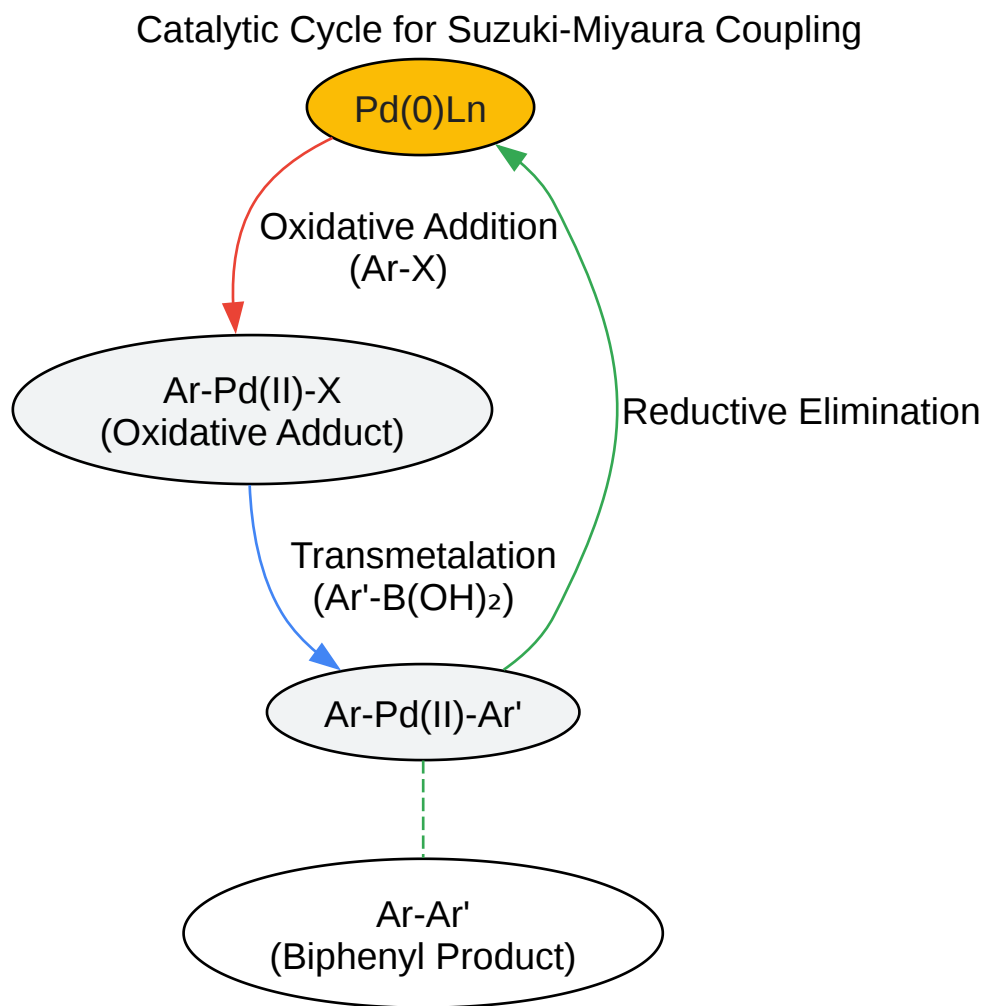 Catalytic Cycle for Suzuki-Miyaura Coupling
Pd(0)Ln
Oxidative Addition
(Ar-X)
Ar-Pd(II)-X
(Oxidative Adduct)
Reductive Elimination
Transmetalation
(Ar'-B(OH)₂)
Ar-Pd(II)-Ar'
Ar-Ar'
(Biphenyl Product)